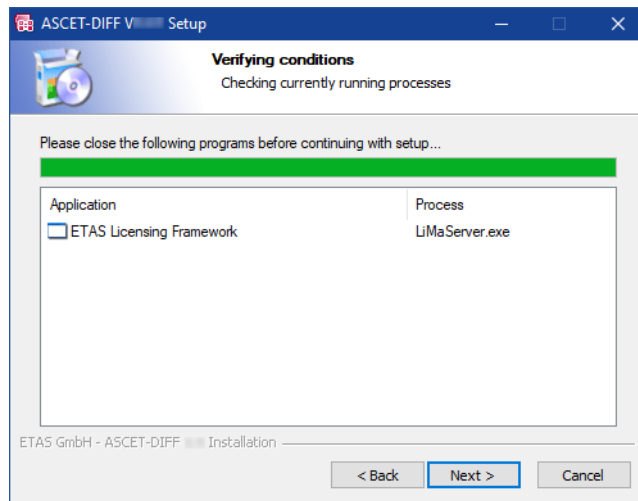 ASCET-DIFF V Setup
Verifying conditions
Checking currently running processes
Please close the following programs before continuing with setup...
Application Process
ETAS Licensing Framework LiMaServer.exe
ETAS GmbH - ASCET-DIFF Installation
< Back Next > Cancel